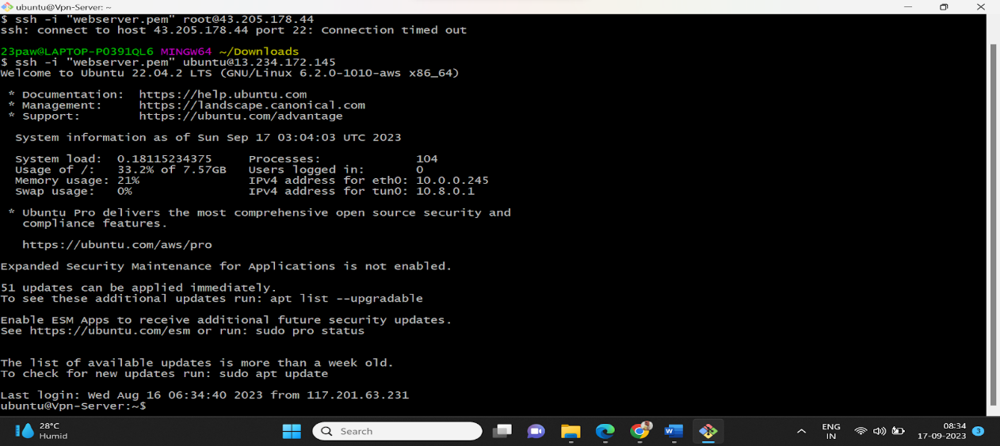 ubuntu@Vpn-Server: ~
$ ssh -i "webserver.pem" root@43.205.178.44
ssh: connect to host 43.205.178.44 port 22: Connection timed out
23paw@LAPTOP-P0391QL6 MINGW64 ~/Downloads
$ ssh -i "webserver.pem" ubuntu@13.234.172.145
Welcome to Ubuntu 22.04.2 LTS (GNU/Linux 6.2.0-1010-aws x86_64)
* Documentation:  https://help.ubuntu.com
* Management:     https://landscape.canonical.com
* Support:        https://ubuntu.com/advantage
System information as of Sun Sep 17 03:04:03 UTC 2023
System load:  0.18115234375     Processes:             104
Usage of /:   33.2% of 7.57GB   Users logged in:       0
Memory usage: 21%               IPv4 address for eth0: 10.0.0.245
Swap usage:   0%                IPv4 address for tun0: 10.8.0.1
* Ubuntu Pro delivers the most comprehensive open source security and
compliance features.
https://ubuntu.com/aws/pro
Expanded Security Maintenance for Applications is not enabled.
51 updates can be applied immediately.
To see these additional updates run: apt list --upgradable
Enable ESM Apps to receive additional future security updates.
See https://ubuntu.com/esm or run: sudo pro status
The list of available updates is more than a week old.
To check for new updates run: sudo apt update
Last login: Wed Aug 16 06:34:40 2023 from 117.201.63.231
ubuntu@Vpn-Server:~$
28°C
Humid
Search
W
ENG
IN
08:34
17-09-2023
3